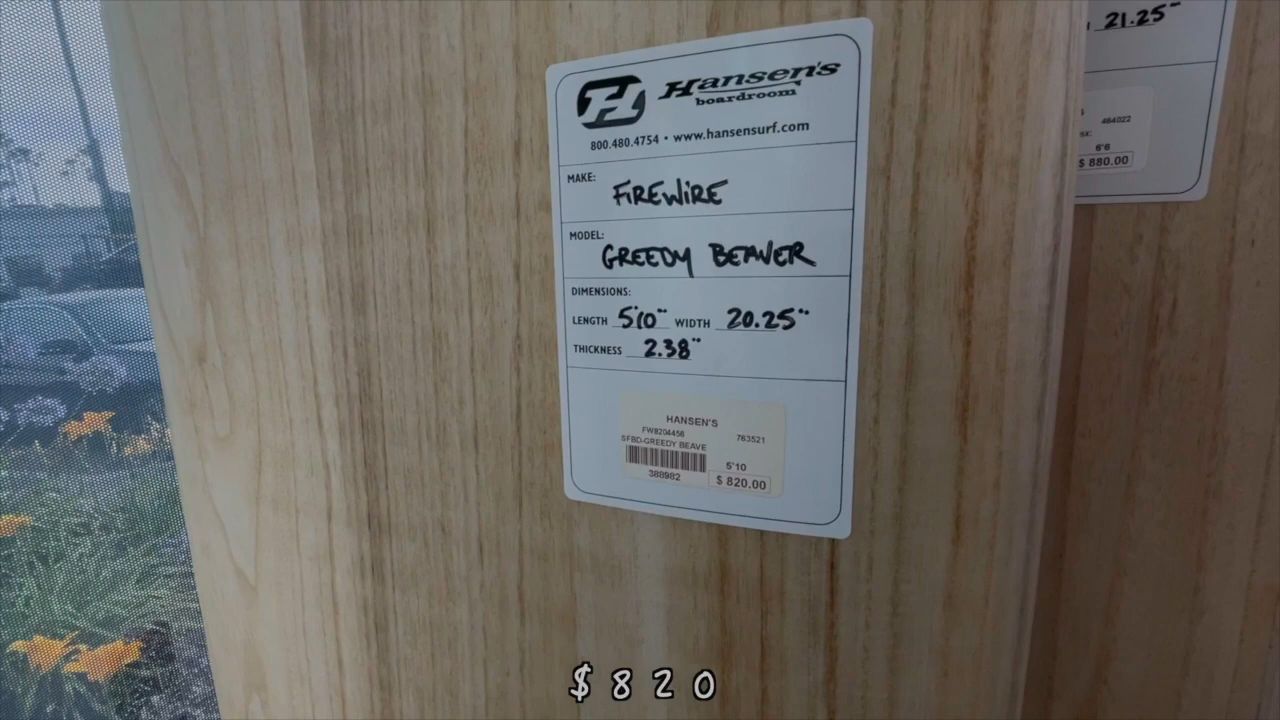 H Hansen's
boardroom
800.480.4754 • www.hansensurf.com
MAKE: FIREWIRE
MODEL: GREEDY BEAVER
DIMENSIONS:
LENGTH 5'10" WIDTH 20.25"
THICKNESS 2.38"
HANSEN'S
FW8204456 763521
SFBD-GREEDY BEAVE
5'10
388982 $ 820.00
21.25"
464022
6'6
$ 880.00
$820